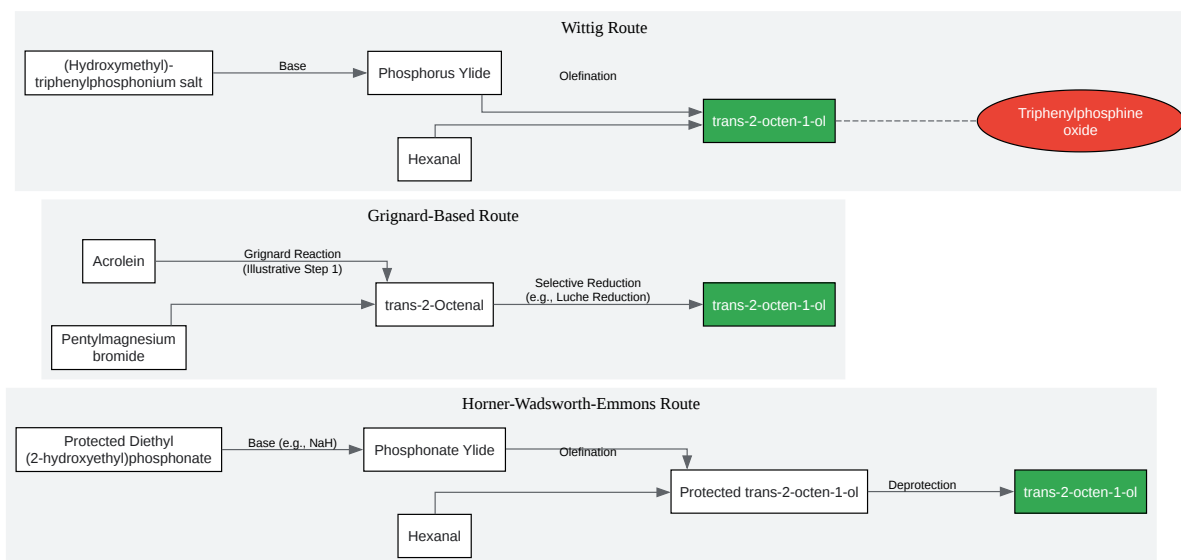 Wittig Route
(Hydroxymethyl)-
triphenylphosphonium salt
Base
Phosphorus Ylide
Olefination
Hexanal
trans-2-octen-1-ol
Triphenylphosphine
oxide
Grignard-Based Route
Acrolein
Grignard Reaction
(Illustrative Step 1)
Pentylmagnesium
bromide
trans-2-Octenal
Selective Reduction
(e.g., Luche Reduction)
trans-2-octen-1-ol
Horner-Wadsworth-Emmons Route
Protected Diethyl
(2-hydroxyethyl)phosphonate
Base (e.g., NaH)
Phosphonate Ylide
Olefination
Hexanal
Protected trans-2-octen-1-ol
Deprotection
trans-2-octen-1-ol